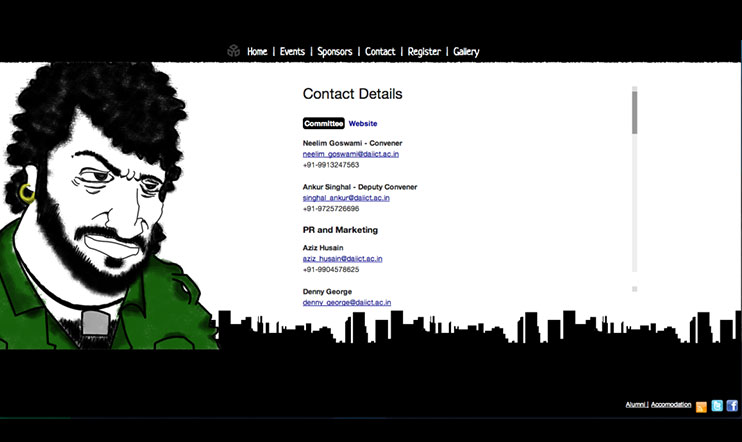 Home | Events | Sponsors | Contact | Register | Gallery
Contact Details
Committee Website
Neelim Goswami - Convener
neelim_goswami@daiict.ac.in
+91-9913247563
Ankur Singhal - Deputy Convener
singhal_ankur@daiict.ac.in
+91-9725726696
PR and Marketing
Aziz Husain
aziz_husain@daiict.ac.in
+91-9904578625
Denny George
denny_george@daiict.ac.in
Alumni | Accomodation